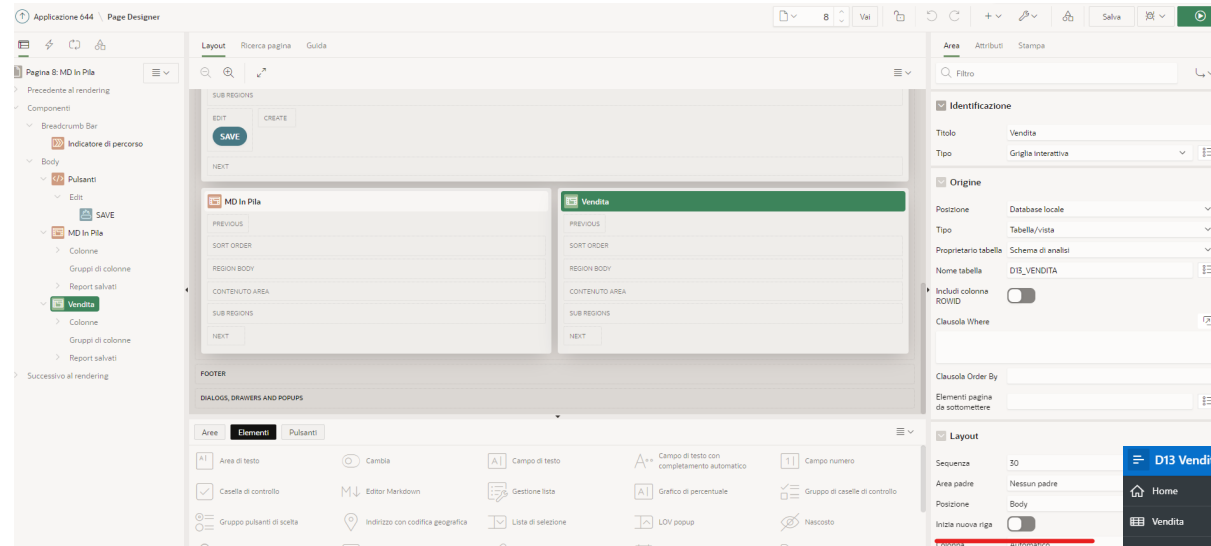 Applicazione 644 \ Page Designer
8
Vai
Salva
Pagina 8: MD In Pila
Precedente al rendering
Componenti
Breadcrumb Bar
Indicatore di percorso
Body
Pulsanti
Edit
SAVE
MD In Pila
Colonne
Gruppi di colonne
Report salvati
Vendita
Colonne
Gruppi di colonne
Report salvati
Successivo al rendering
Layout Ricerca pagina Guida
SUB REGIONS
EDIT CREATE
SAVE
NEXT
MD In Pila
PREVIOUS
SORT ORDER
REGION BODY
CONTENUTO AREA
SUB REGIONS
NEXT
Vendita
PREVIOUS
SORT ORDER
REGION BODY
CONTENUTO AREA
SUB REGIONS
NEXT
FOOTER
DIALOGS, DRAWERS AND POPUPS
Aree Elementi Pulsanti
Area di testo
Cambia
Campo di testo
Campo di testo con
completamento automatico
Campo numero
Casella di controllo
Editor Markdown
Gestione lista
Grafico di percentuale
Gruppo di caselle di controllo
Gruppo pulsanti di scelta
Indirizzo con codifica geografica
Lista di selezione
LOV popup
Nascosto
Area Attributi Stampa
Filtro
Identificazione
Titolo Vendita
Tipo Griglia interattiva
Origine
Posizione Database locale
Tipo Tabella/vista
Proprietario tabella Schema di analisi
Nome tabella D13_VENDITA
Includi colonna
ROWID
Clausola Where
Clausola Order By
Elementi pagina
da sottomettere
Layout
Sequenza 30
Area padre Nessun padre
Posizione Body
Inizia nuova riga
Colonna Automatico
D13 Vendi
Home
Vendita